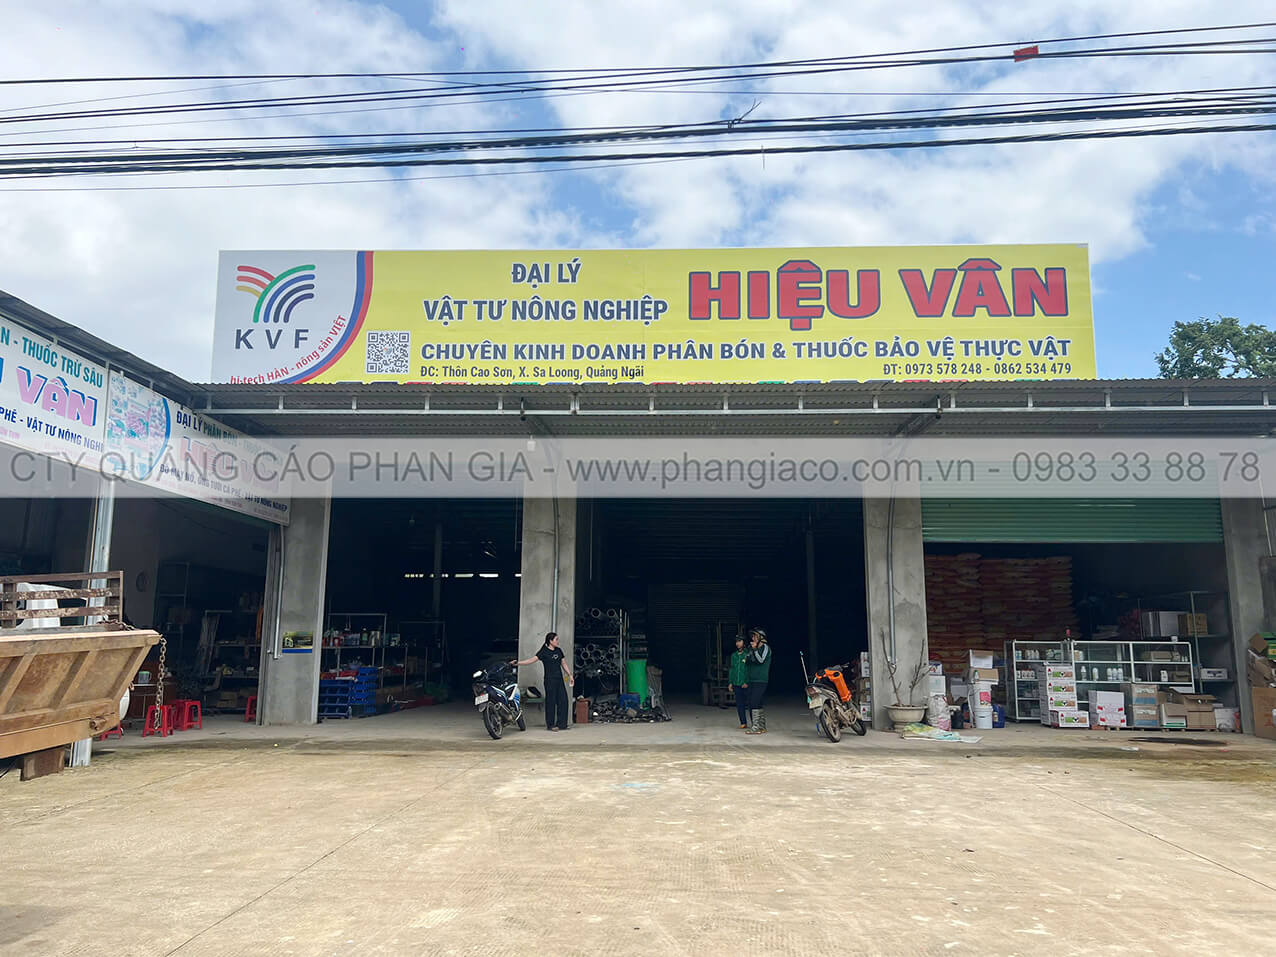 ĐẠI LÝ
VẬT TƯ NÔNG NGHIỆP
HIỆU VÂN
KVF
hi-tech HÀN - nông sản VIỆT
CHUYÊN KINH DOANH PHÂN BÓN & THUỐC BẢO VỆ THỰC VẬT
ĐC: Thôn Cao Sơn, X. Sa Loong, Quảng Ngãi
ĐT: 0973 578 248 - 0862 534 479
- THUỐC TRỪ SÂU
VÂN
PHÊ - VẬT TƯ NÔNG NGHI
ĐẠI LÝ PHÂN BÓN -
CTY QUẢNG CÁO PHAN GIA - www.phangiaco.com.vn - 0983 33 88 78